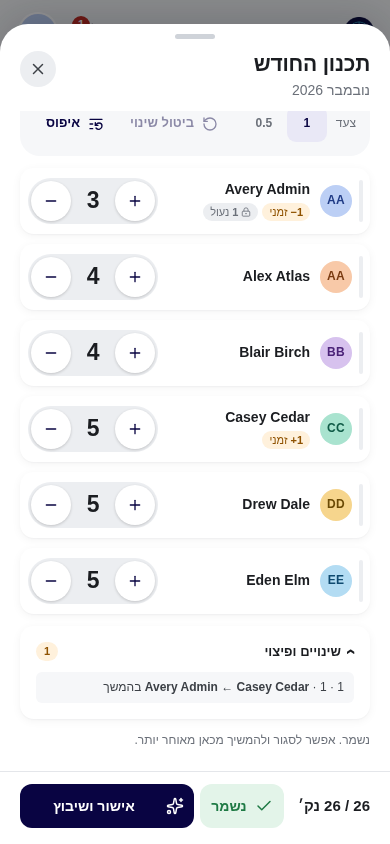 תכנון החודש
נובמבר 2026
צעד 1 0.5 ביטול שינוי איפוס
AA Avery Admin + 3 −
−1 זמני 1 נעול
AA Alex Atlas + 4 −
BB Blair Birch + 4 −
CC Casey Cedar + 5 −
+1 זמני
DD Drew Dale + 5 −
EE Eden Elm + 5 −
שינויים ופיצוי 1
1 · 1 · Avery Admin ← Casey Cedar בהמשך
נשמר. אפשר לסגור ולהמשיך מכאן מאוחר יותר.
26 / 26 נק׳ נשמר אישור ושיבוץ